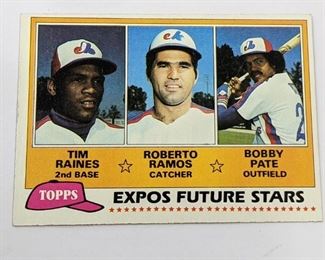 TIM
RAINES
2nd BASE
ROBERTO
RAMOS
CATCHER
BOBBY
PATE
OUTFIELD
TOPPS
EXPOS FUTURE STARS